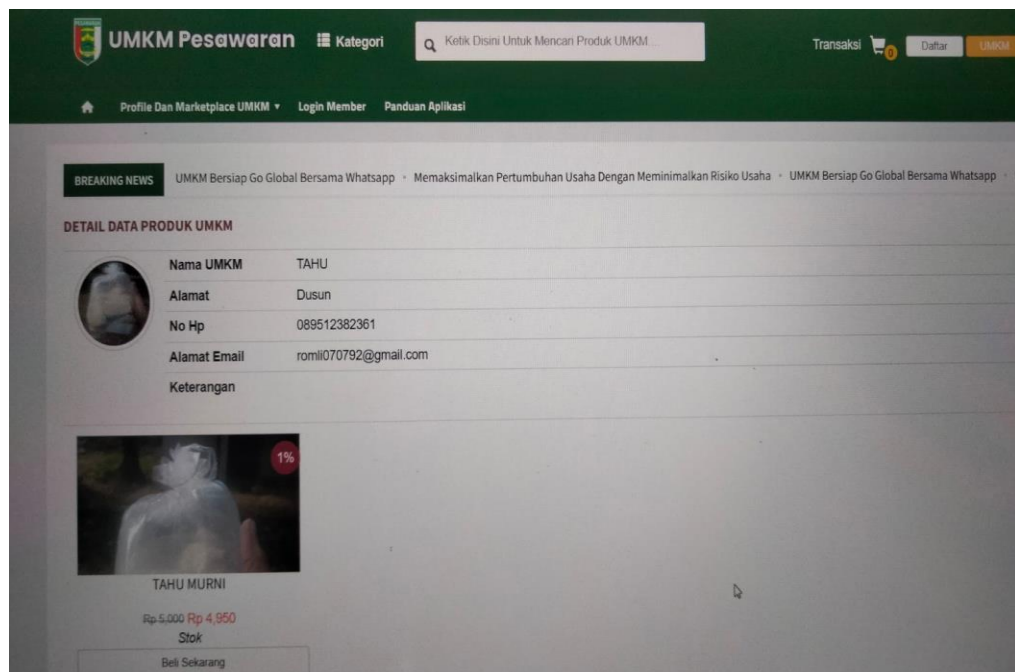 UMKM Pesawaran
Kategori
Ketik Disini Untuk Mencari Produk UMKM...
Transaksi
0
Daftar
UMKM
Profile Dan Marketplace UMKM
Login Member
Panduan Aplikasi
BREAKING NEWS
UMKM Bersiap Go Global Bersama Whatsapp • Memaksimalkan Pertumbuhan Usaha Dengan Meminimalkan Risiko Usaha • UMKM Bersiap Go Global Bersama Whatsapp
DETAIL DATA PRODUK UMKM
Nama UMKM TAHU
Alamat Dusun
No Hp 089512382361
Alamat Email romli070792@gmail.com
Keterangan
1%
TAHU MURNI
Rp 5,000 Rp 4,950
Stok
Beli Sekarang